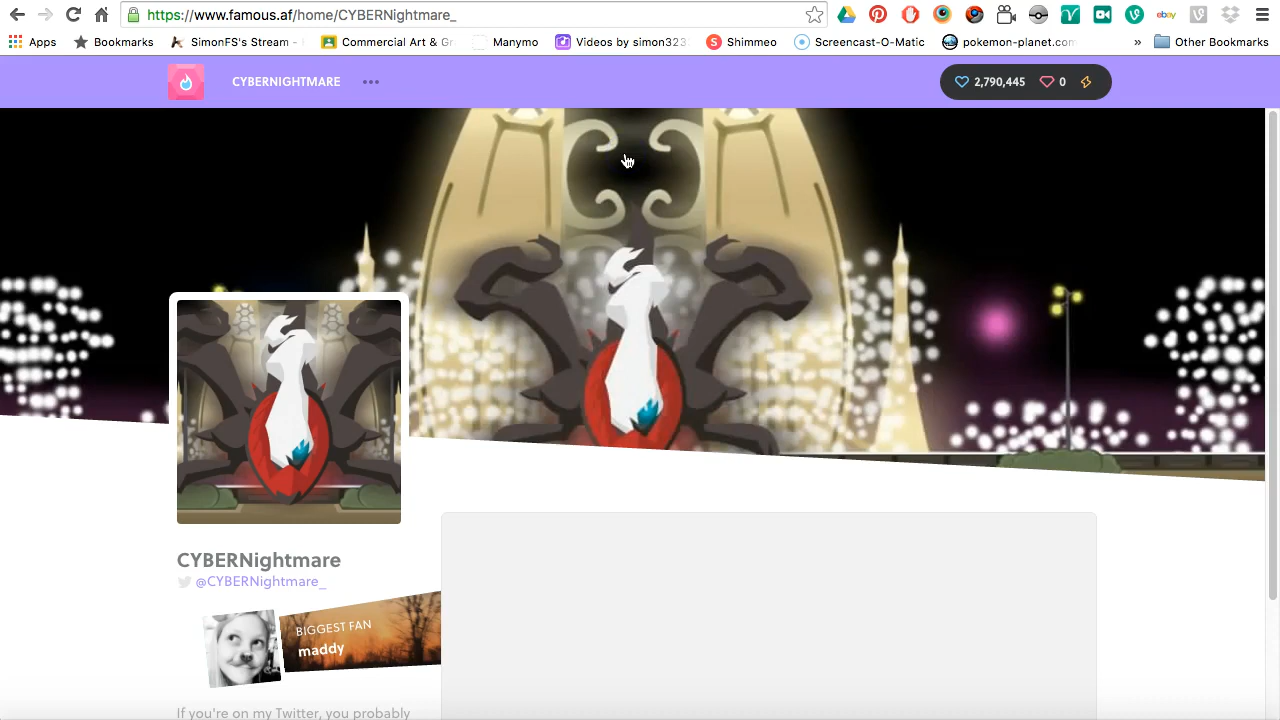 https://www.famous.af/home/CYBERNightmare_
Apps
Bookmarks
SimonFS's Stream -
Commercial Art & Gr
Manymo
Videos by simon323
Shimmeo
Screencast-O-Matic
pokemon-planet.com
»
Other Bookmarks
ebay
CYBERNIGHTMARE
•••
2,790,445
0
CYBERNightmare
@CYBERNightmare_
BIGGEST FAN
maddy
If you're on my Twitter, you probably